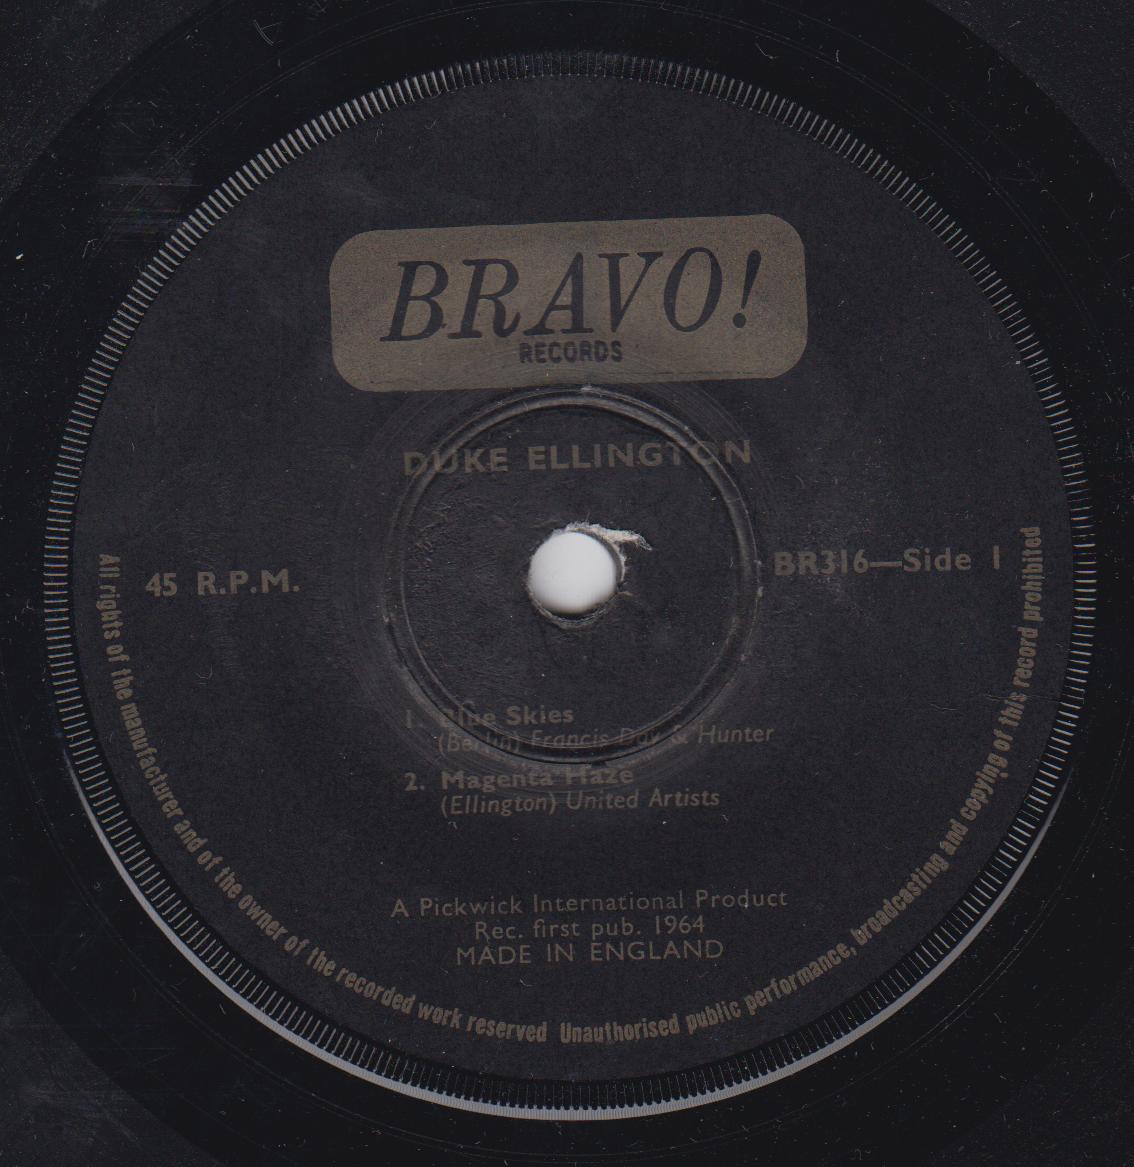 BRAVO!
RECORDS
DUKE ELLINGTON
45 R.P.M.
BR316—Side 1
1. Blue Skies
(Berlin) Francis Day & Hunter
2. Magenta Haze
(Ellington) United Artists
A Pickwick International Product
Rec. first pub. 1964
MADE IN ENGLAND
All rights of the manufacturer and of the owner of the recorded work reserved Unauthorised public performance, broadcasting and copying of this record prohibited